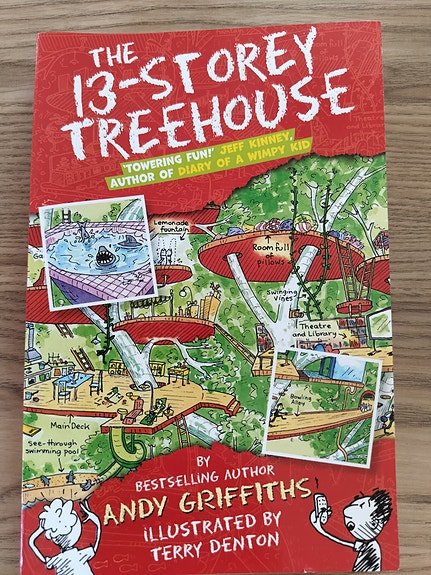 THE
13-STOREY
TREEHOUSE
'TOWERING FUN!' JEFF KINNEY,
AUTHOR OF DIARY OF A WIMPY KID
Lemonade
fountain
Room full
of
pillows
Swinging
Vines
Theatre
and Library
Bowling
Alley
Main Deck
see-through
swimming pool
BY
BESTSELLING AUTHOR
ANDY GRIFFITHS
ILLUSTRATED BY
TERRY DENTON